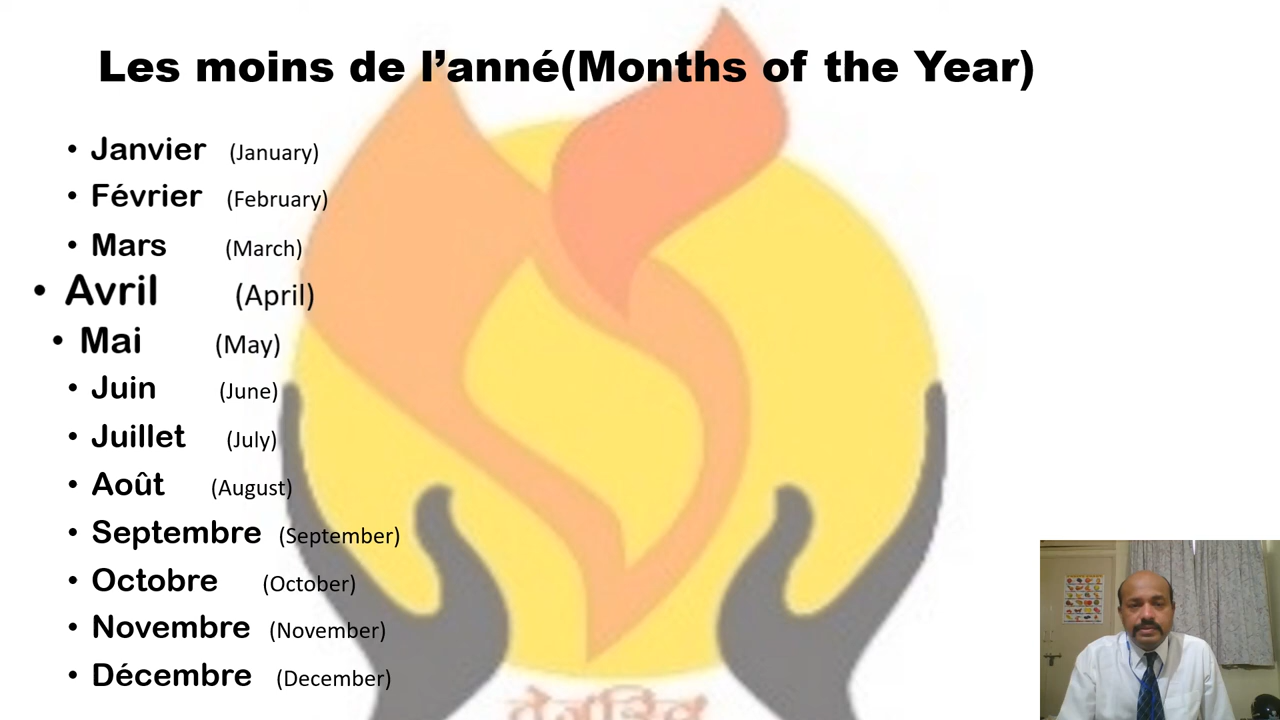 Les moins de l’anné(Months of the Year)
• Janvier (January)
• Février (February)
• Mars (March)
• Avril (April)
• Mai (May)
• Juin (June)
• Juillet (July)
• Août (August)
• Septembre (September)
• Octobre (October)
• Novembre (November)
• Décembre (December)